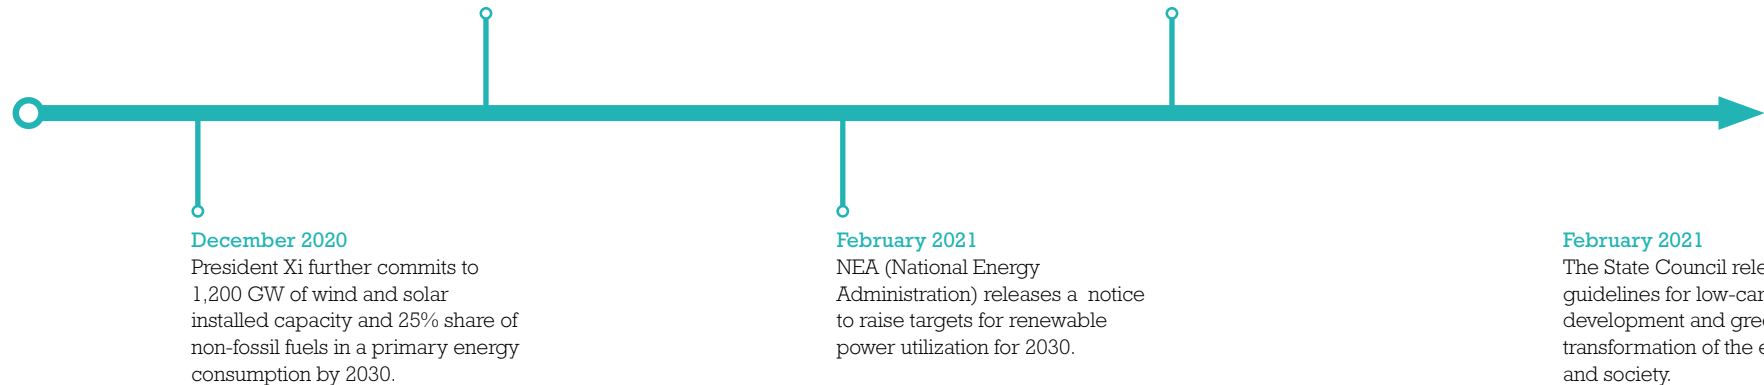 December 2020
President Xi further commits to
1,200 GW of wind and solar
installed capacity and 25% share of
non-fossil fuels in a primary energy
consumption by 2030.
February 2021
NEA (National Energy
Administration) releases a notice
to raise targets for renewable
power utilization for 2030.
February 2021
The State Council
guidelines for
development and
transformation of the
and society.